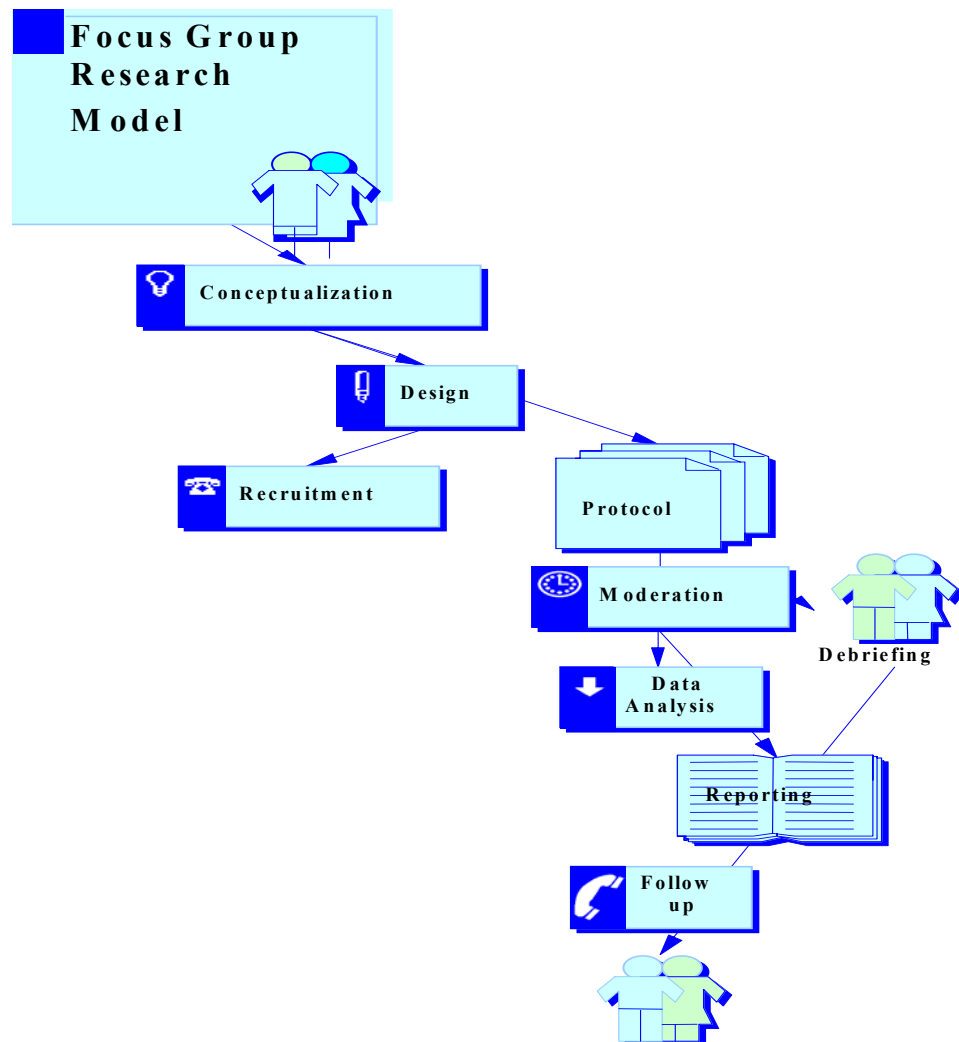 Focus Group
Research
Model
Conceptualization
Design
Recruitment
Protocol
Moderation
Debriefing
Data
Analysis
Reporting
Follow
up